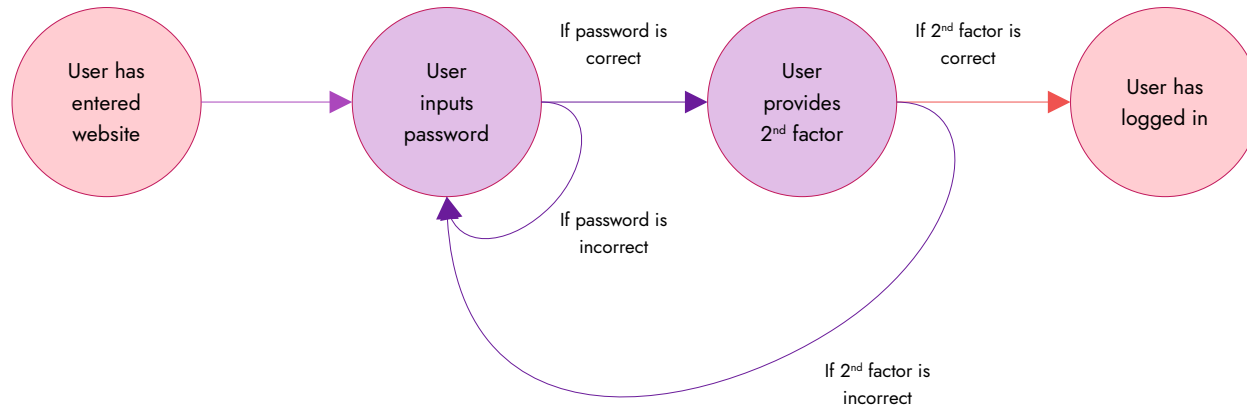 User has
entered
website
User
inputs
password
If password is
correct
If password is
incorrect
User
provides
2ⁿᵈ factor
If 2ⁿᵈ factor is
correct
If 2ⁿᵈ factor is
incorrect
User has
logged in